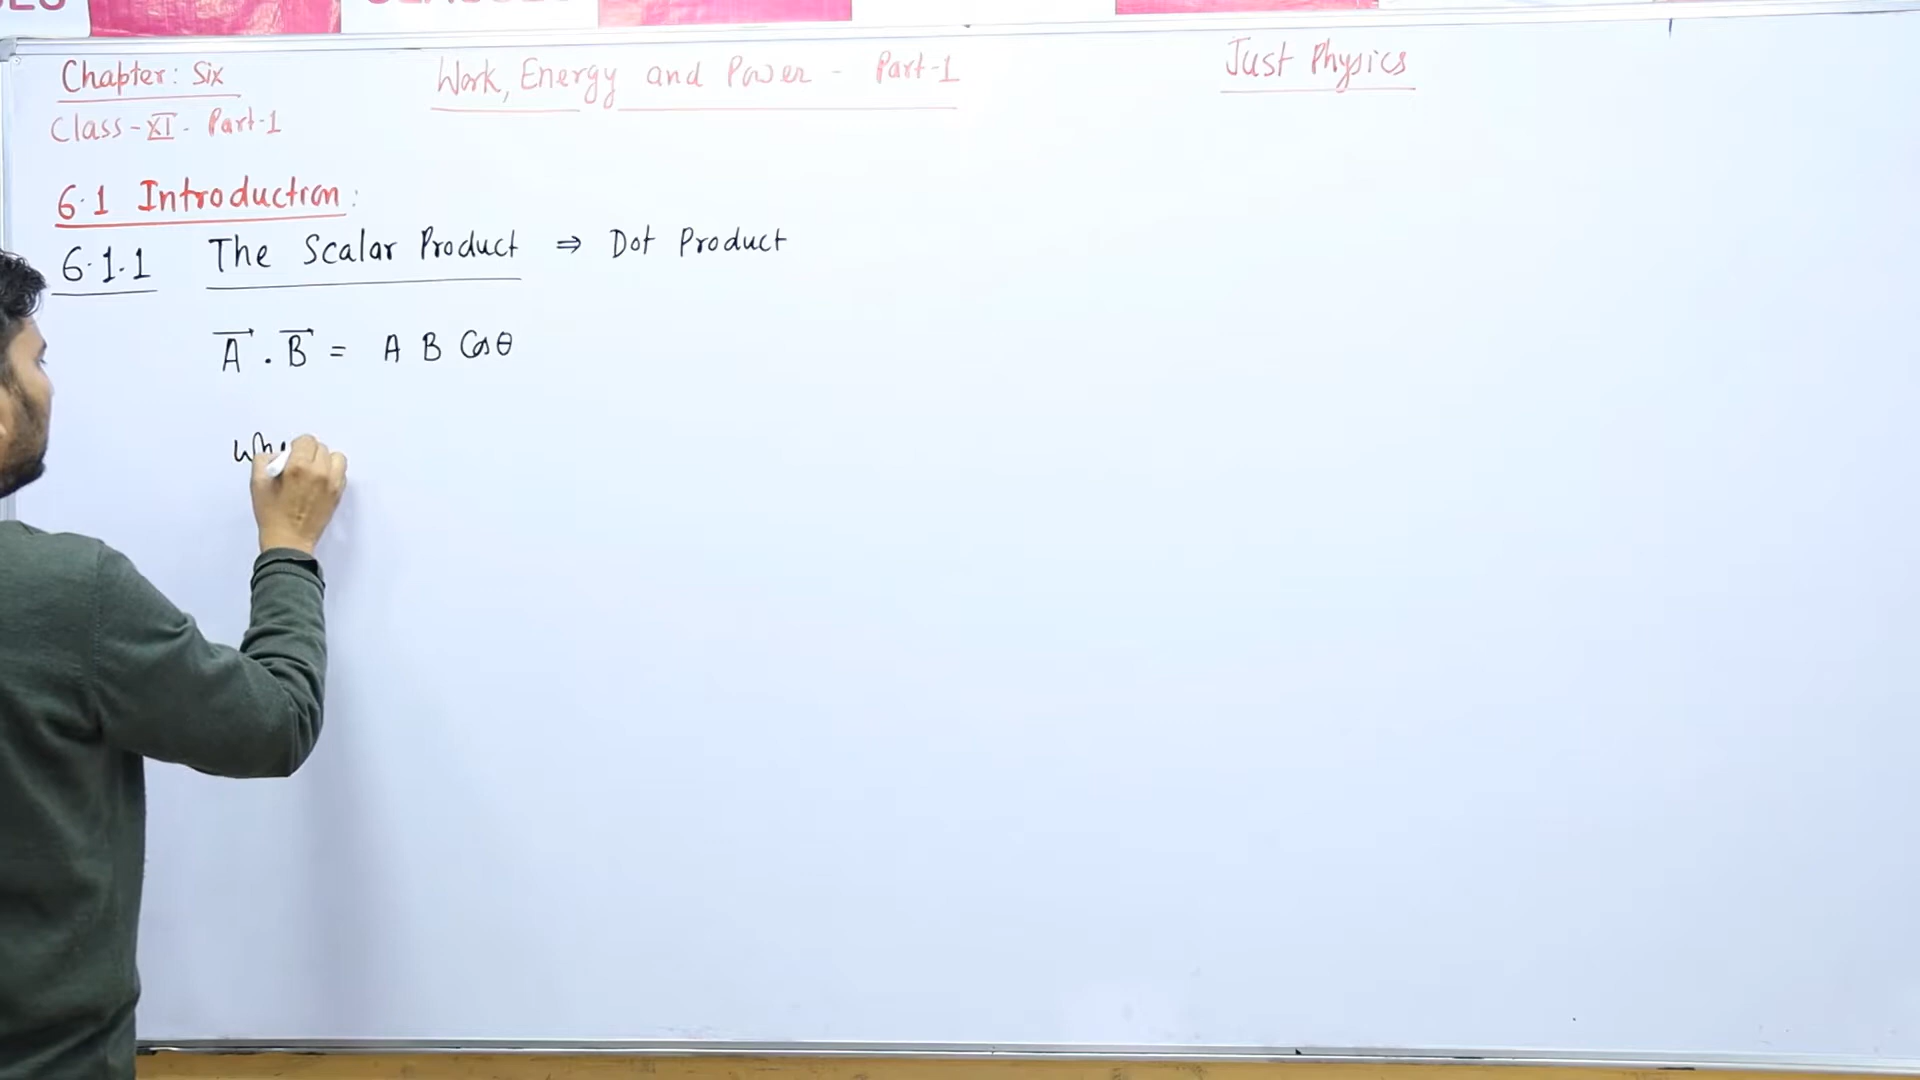 Chapter: Six
Work, Energy and Power - Part-1
Just Physics
Class-XI- Part-1
6.1 Introduction:
6.1.1 The Scalar Product ⇒ Dot Product
A⃗ . B⃗ = A B Cosθ